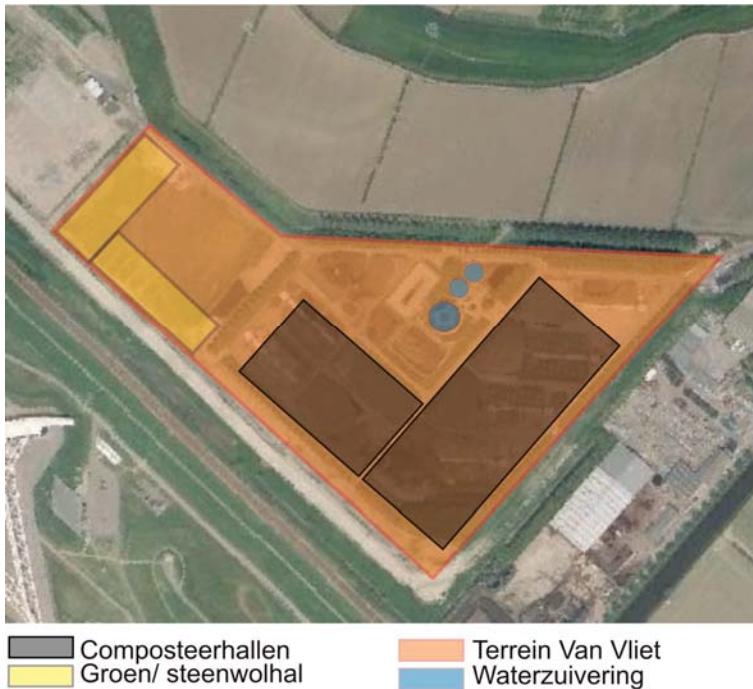 Composteerhallen
Groen/ steenwolhal
Terrein Van Vliet
Waterzuivering